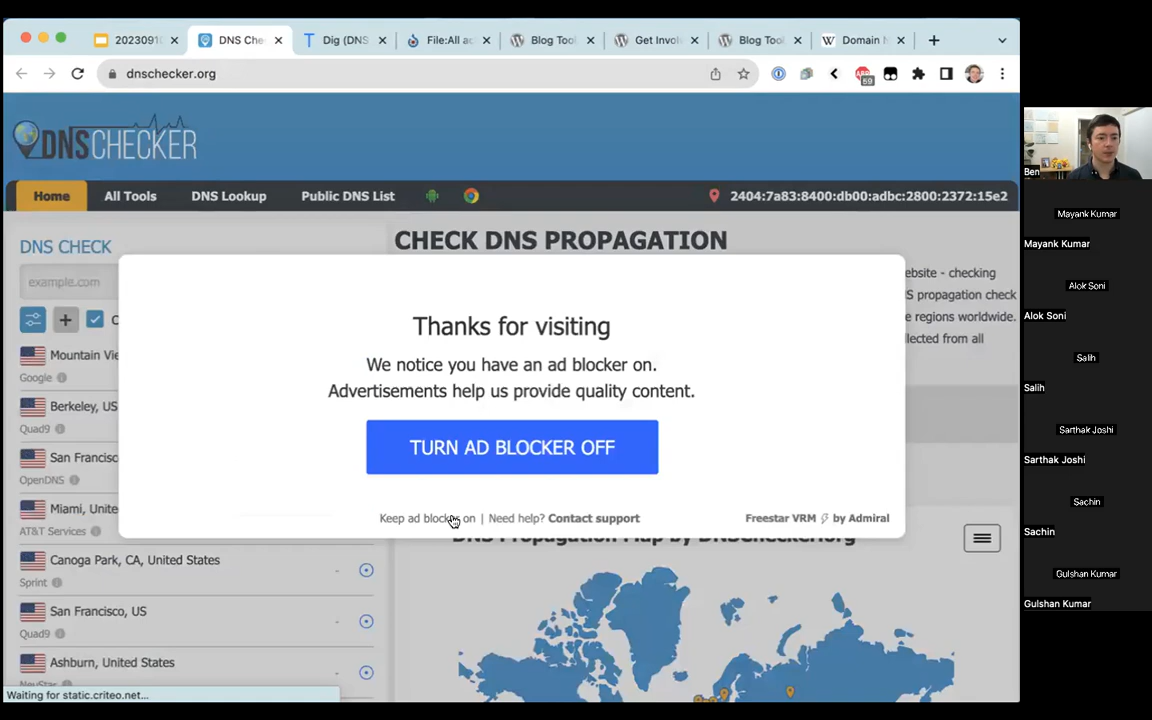 20230910
DNS Che
Dig (DNS
File:All ac
Blog Tool
Get Invol
Blog Tool
Domain N
dnschecker.org
59
DNSCHECKER
Home
All Tools
DNS Lookup
Public DNS List
2404:7a83:8400:db00:adbc:2800:2372:15e2
DNS CHECK
example.com
CHECK DNS PROPAGATION
ebsite - checking
S propagation check
e regions worldwide.
llected from all
Thanks for visiting
We notice you have an ad blocker on.
Advertisements help us provide quality content.
TURN AD BLOCKER OFF
Keep ad blocker on | Need help? Contact support
Freestar VRM by Admiral
Mountain Vie
Google
Berkeley, US
Quad9
San Francisc
OpenDNS
Miami, Unite
AT&T Services
Canoga Park, CA, United States
Sprint
San Francisco, US
Quad9
Ashburn, United States
NeuStar
DNS Propagation Map by DNSChecker.org
Waiting for static.criteo.net...
Ben
Mayank Kumar
Mayank Kumar
Alok Soni
Alok Soni
Salih
Salih
Sarthak Joshi
Sarthak Joshi
Sachin
Sachin
Gulshan Kumar
Gulshan Kumar